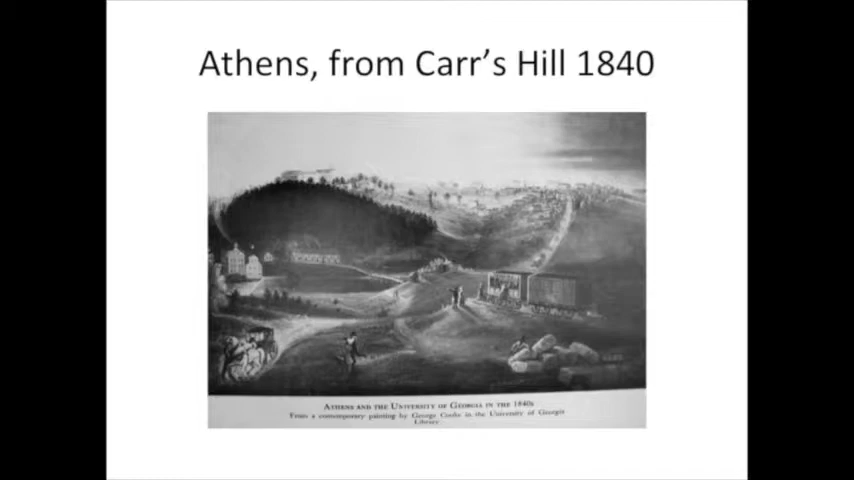 Athens, from Carr’s Hill 1840
ATHENS AND THE UNIVERSITY OF GEORGIA IN THE 1840s
From a contemporary painting by George Cooke in the University of Georgia
Library.